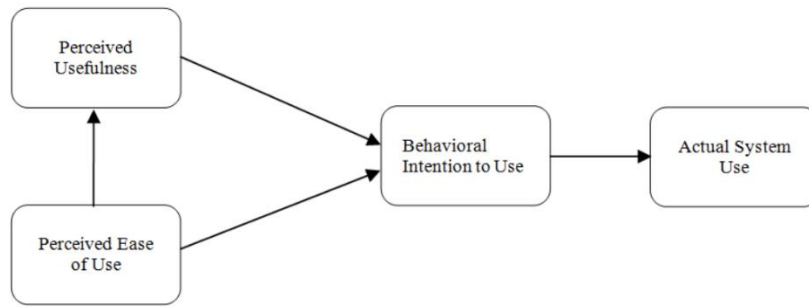 Perceived
Usefulness
Behavioral
Intention to Use
Actual System
Use
Perceived Ease
of Use